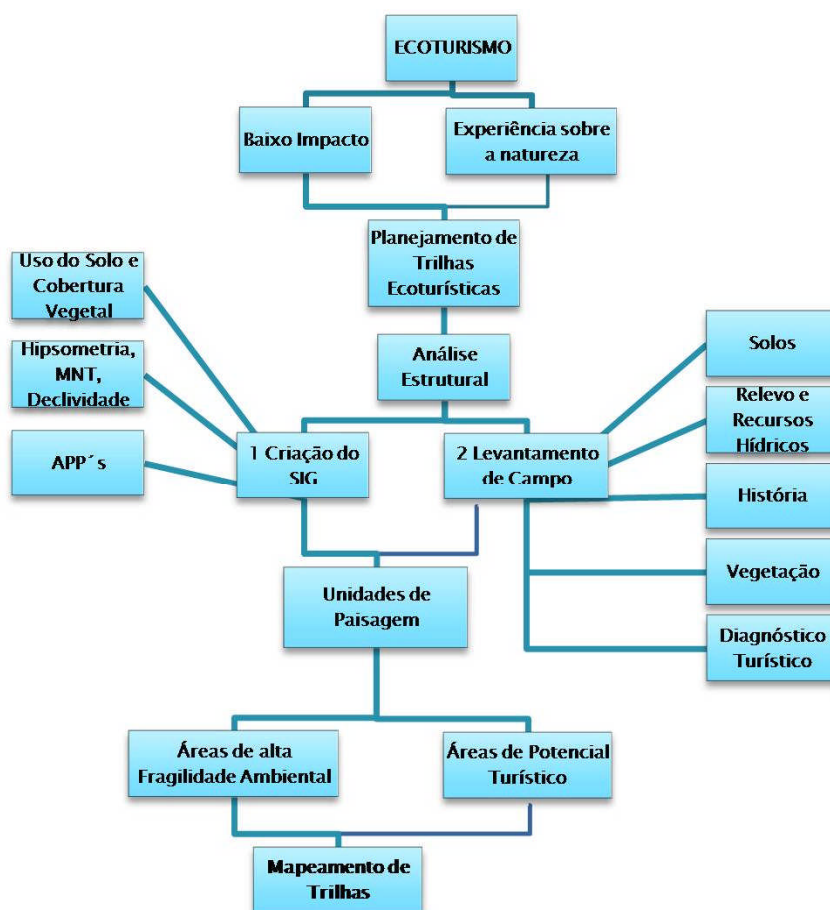 ECOTURISMO
Baixo Impacto
Experiência sobre
a natureza
Planejamento de
Trilhas
Ecoturísticas
Uso do Solo e
Cobertura
Vegetal
Hipsometria,
MNT,
Declividade
APP´s
Análise
Estrutural
1 Criação do
SIG
2 Levantamento
de Campo
Solos
Relevo e
Recursos
Hídricos
História
Vegetação
Diagnóstico
Turístico
Unidades de
Paisagem
Áreas de alta
Fragilidade Ambiental
Áreas de Potencial
Turístico
Mapeamento de
Trilhas